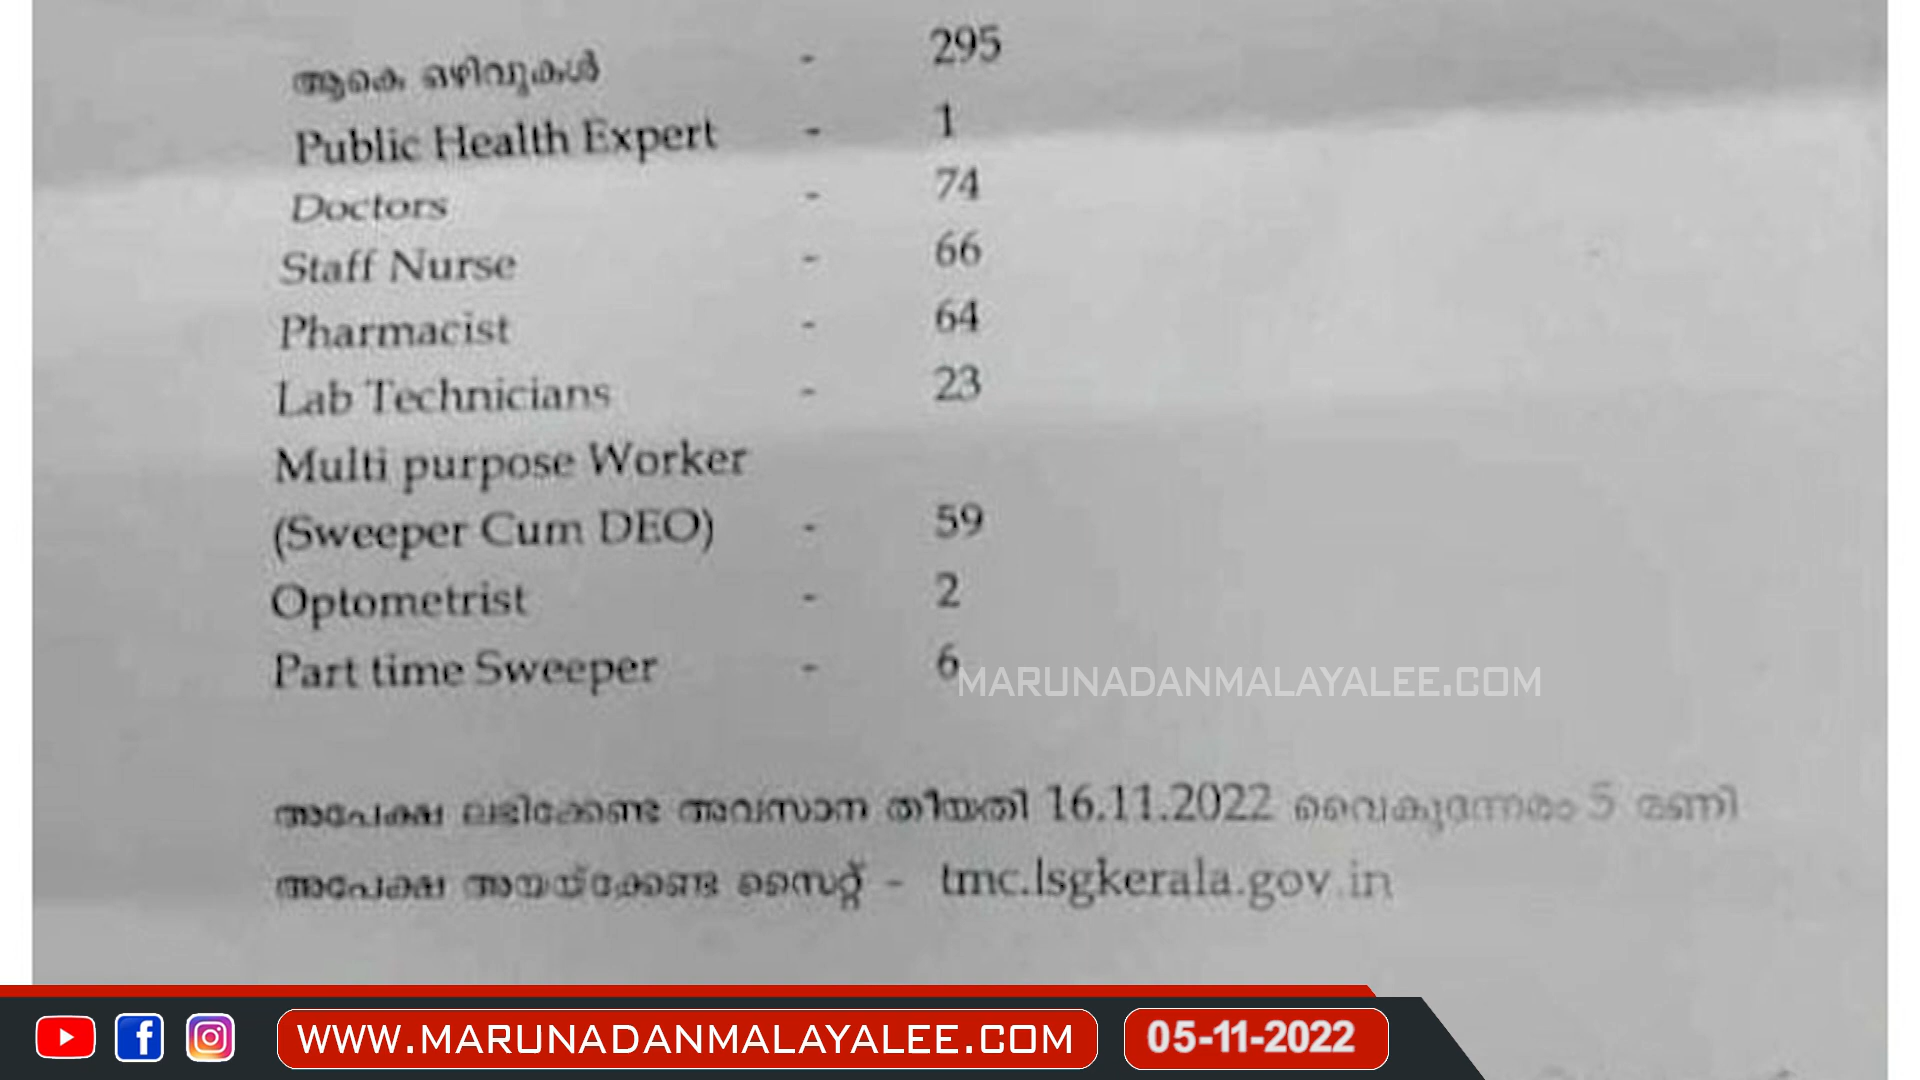 ആകെ ഒഴിവുകൾ - 295
Public Health Expert - 1
Doctors - 74
Staff Nurse - 66
Pharmacist - 64
Lab Technicians - 23
Multi purpose Worker
(Sweeper Cum DEO) - 59
Optometrist - 2
Part time Sweeper - 6
MARUNADANMALAYALEE.COM
അപേക്ഷ ലഭിക്കേണ്ട അവസാന തീയതി 16.11.2022 വൈകുന്നേരം 5 മണി
അപേക്ഷ അയയ്ക്കേണ്ട സൈറ്റ് - tmc.lsgkerala.gov.in
WWW.MARUNADANMALAYALEE.COM
05-11-2022